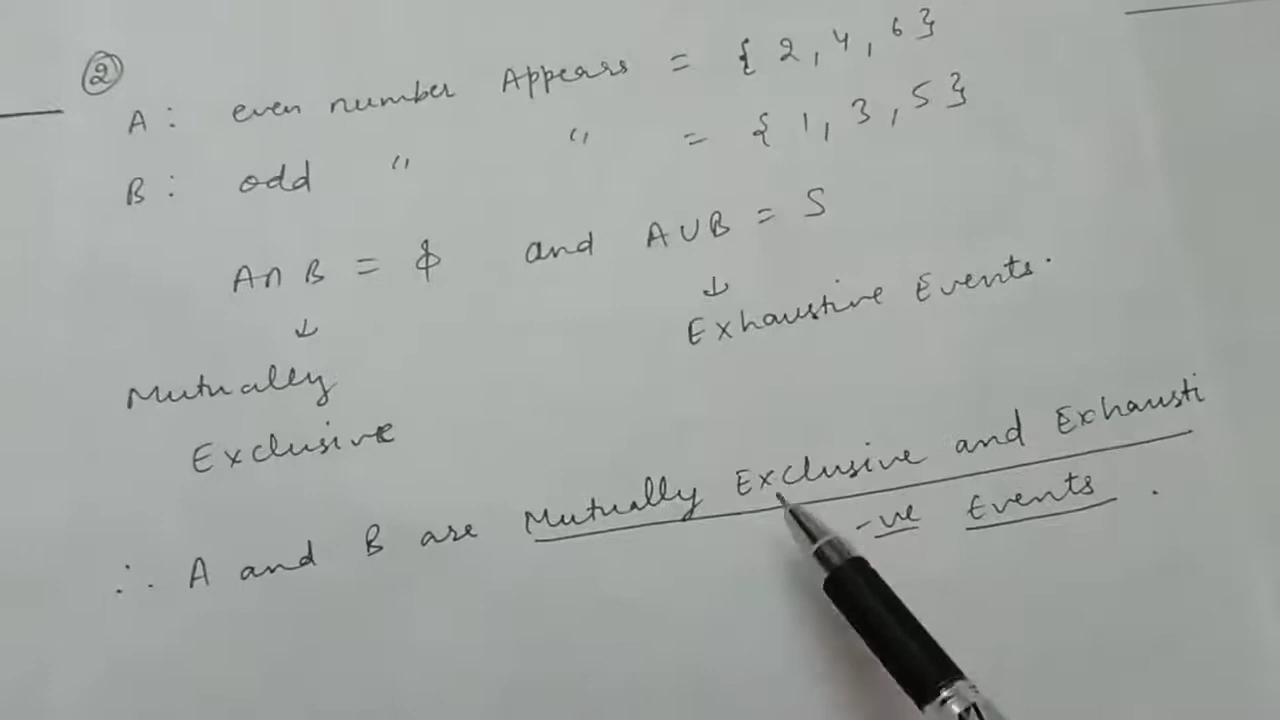 ②
A : even number Appears = { 2 , 4 , 6 }
B : odd " " = { 1 , 3 , 5 }
A ∩ B = ϕ and A ∪ B = S
↓ ↓
Mutually Exhaustive Events.
Exclusive
∴ A and B are Mutually Exclusive and Exhausti
-ve Events .